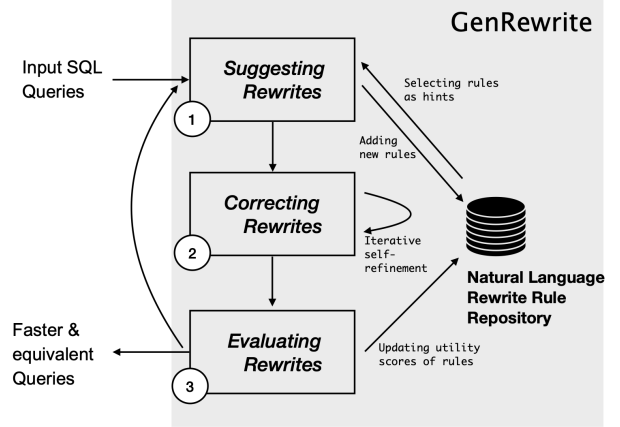 GenRewrite
Input SQL
Queries
Suggesting
Rewrites
1
Selecting rules
as hints
Adding
new rules
Correcting
Rewrites
2
Iterative
self-
refinement
Natural Language
Rewrite Rule
Repository
Faster &
equivalent
Queries
Evaluating
Rewrites
3
Updating utility
scores of rules